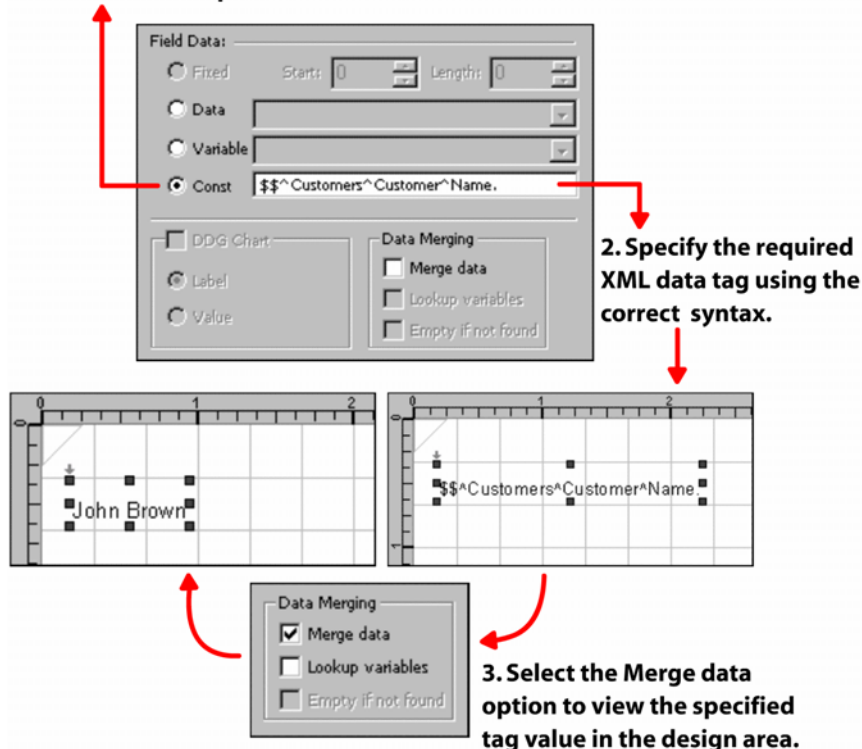 Field Data:
Fixed Start: 0 Length: 0
Data
Variable
Const $$^Customers^Customer^Name.
DDG Chart
Label
Value
Data Merging
Merge data
Lookup variables
Empty if not found
2. Specify the required
XML data tag using the
correct syntax.
0 1 2
0
John Brown
0 1 2
0
$$^Customers^Customer^Name.
1
Data Merging
Merge data
Lookup variables
Empty if not found
3. Select the Merge data
option to view the specified
tag value in the design area.